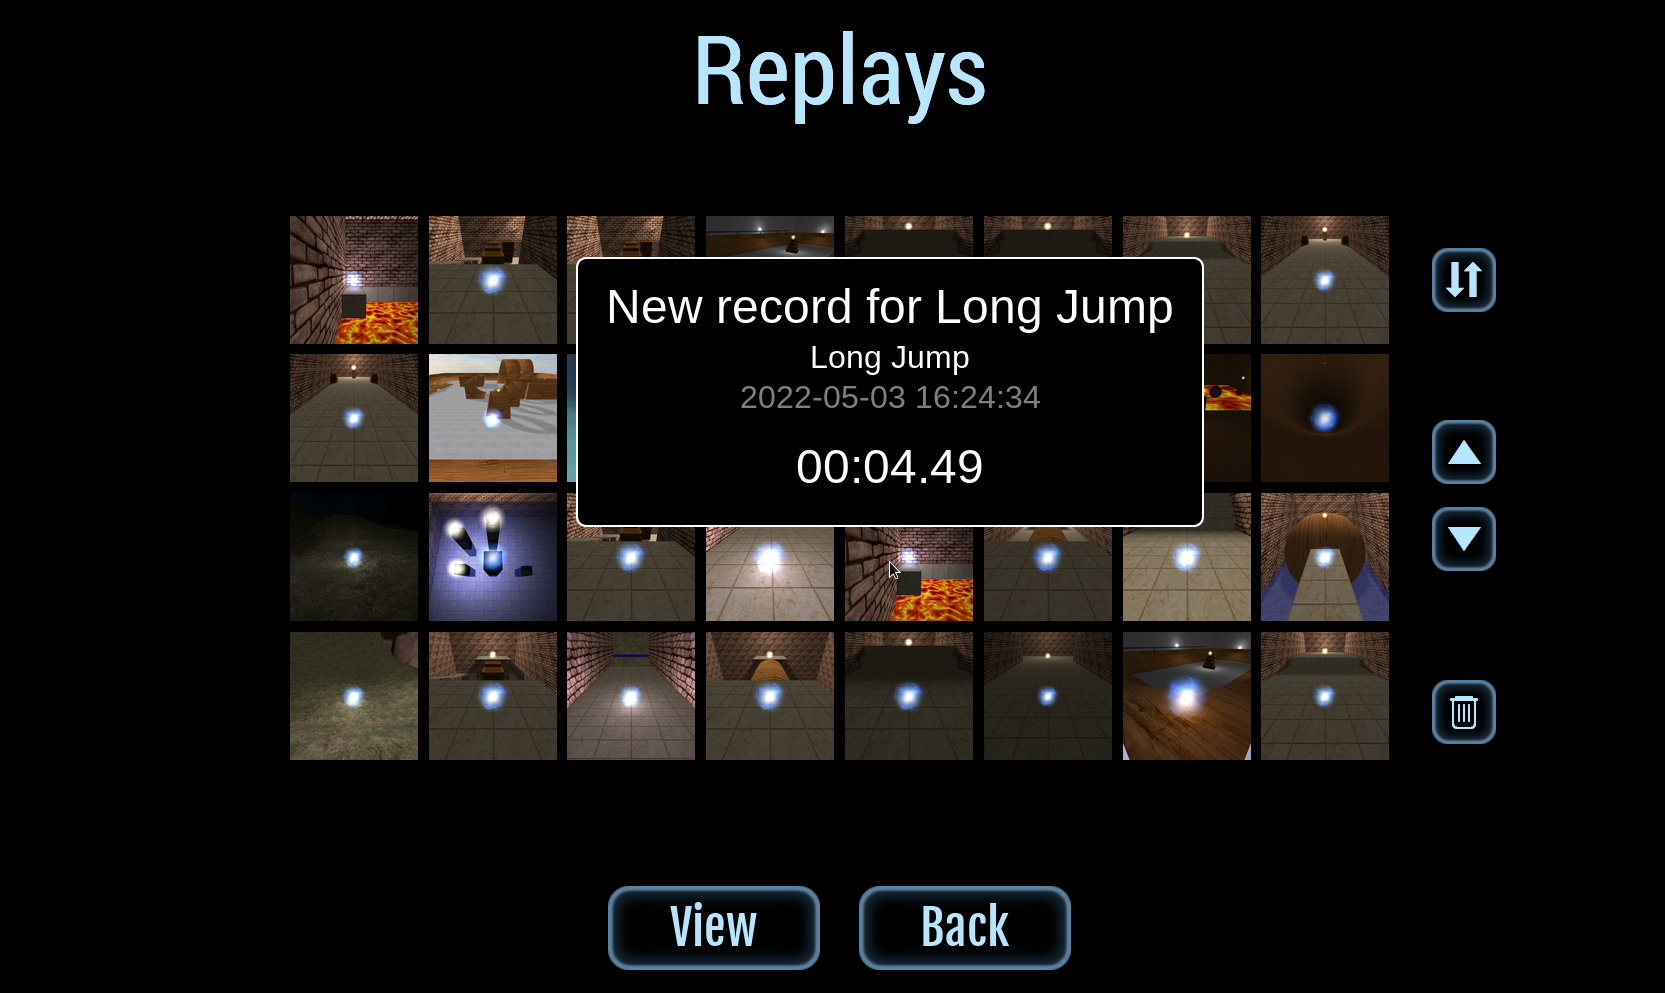 Replays
New record for Long Jump
Long Jump
2022-05-03 16:24:34
00:04.49
View
Back